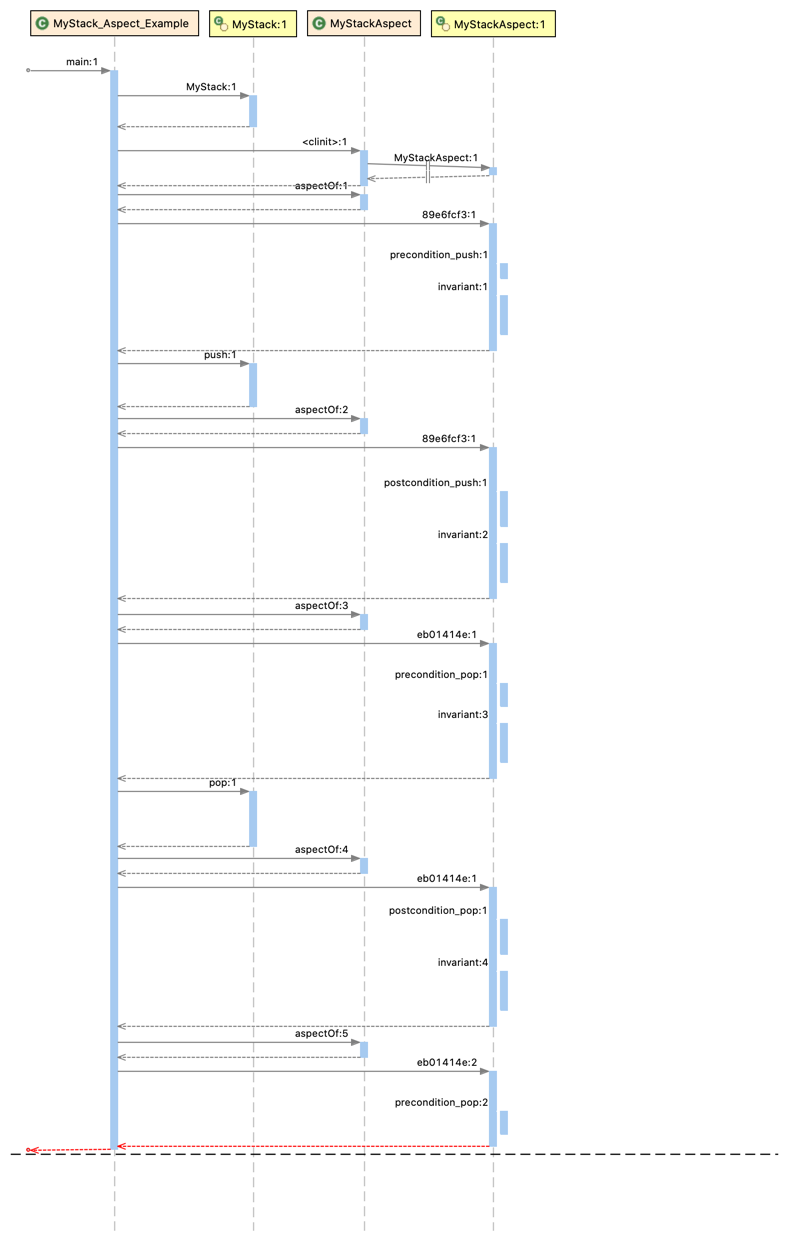 MyStack_Aspect_Example
MyStack:1
MyStackAspect
MyStackAspect:1
main:1
MyStack:1
<clinit>:1
MyStackAspect:1
aspectOf:1
89e6fcf3:1
precondition_push:1
invariant:1
push:1
aspectOf:2
89e6fcf3:1
postcondition_push:1
invariant:2
aspectOf:3
eb01414e:1
precondition_pop:1
invariant:3
pop:1
aspectOf:4
eb01414e:1
postcondition_pop:1
invariant:4
aspectOf:5
eb01414e:2
precondition_pop:2